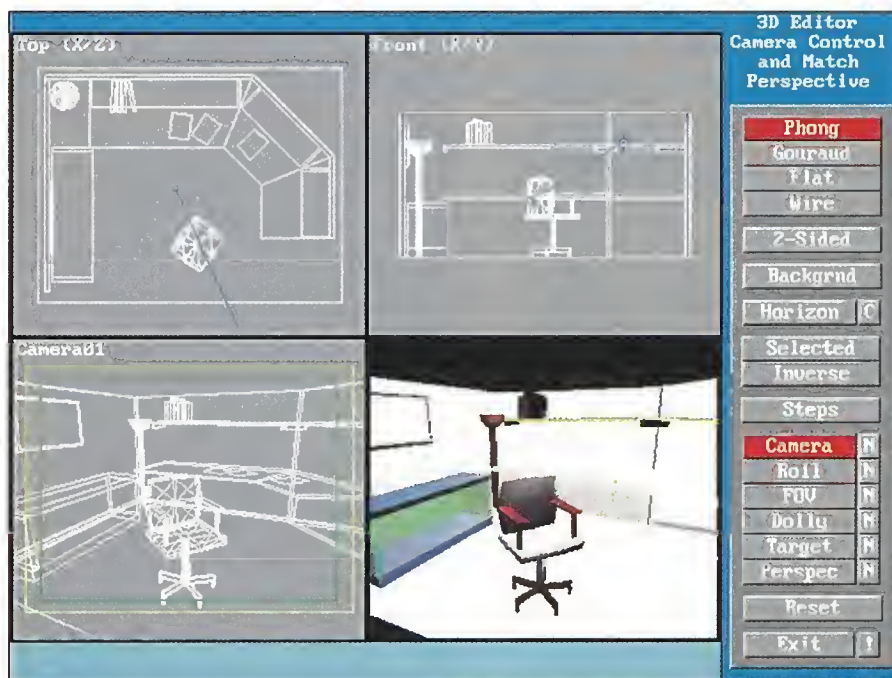 Top (X/Z)
Front (X/Y)
Camera01
3D Editor
Camera Control
and Match
Perspective
Phong
Gouraud
Flat
Wire
2-Sided
Backgrnd
Horizon C
Selected
Inverse
Steps
Camera N
Roll N
FOV N
Dolly N
Target N
Perspec N
Reset
Exit !